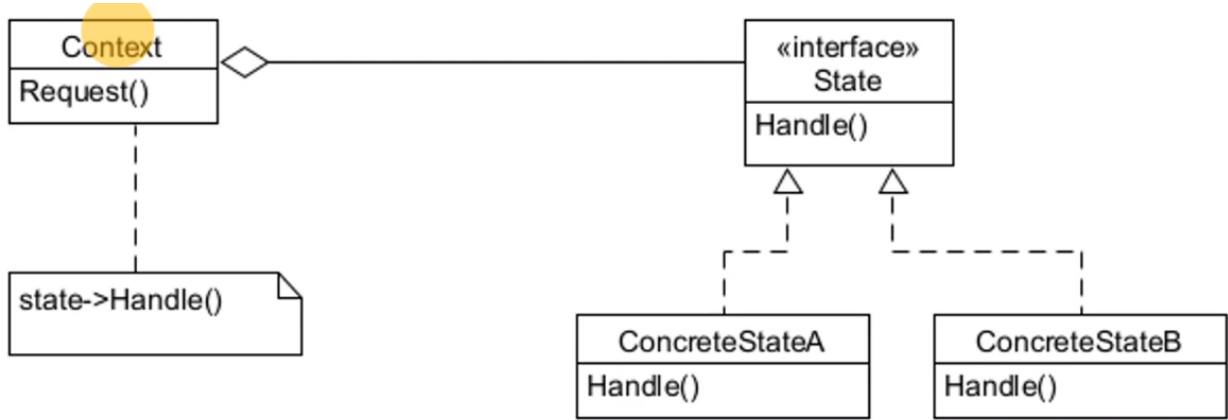 Context
Request()
«interface»
State
Handle()
state->Handle()
ConcreteStateA
Handle()
ConcreteStateB
Handle()